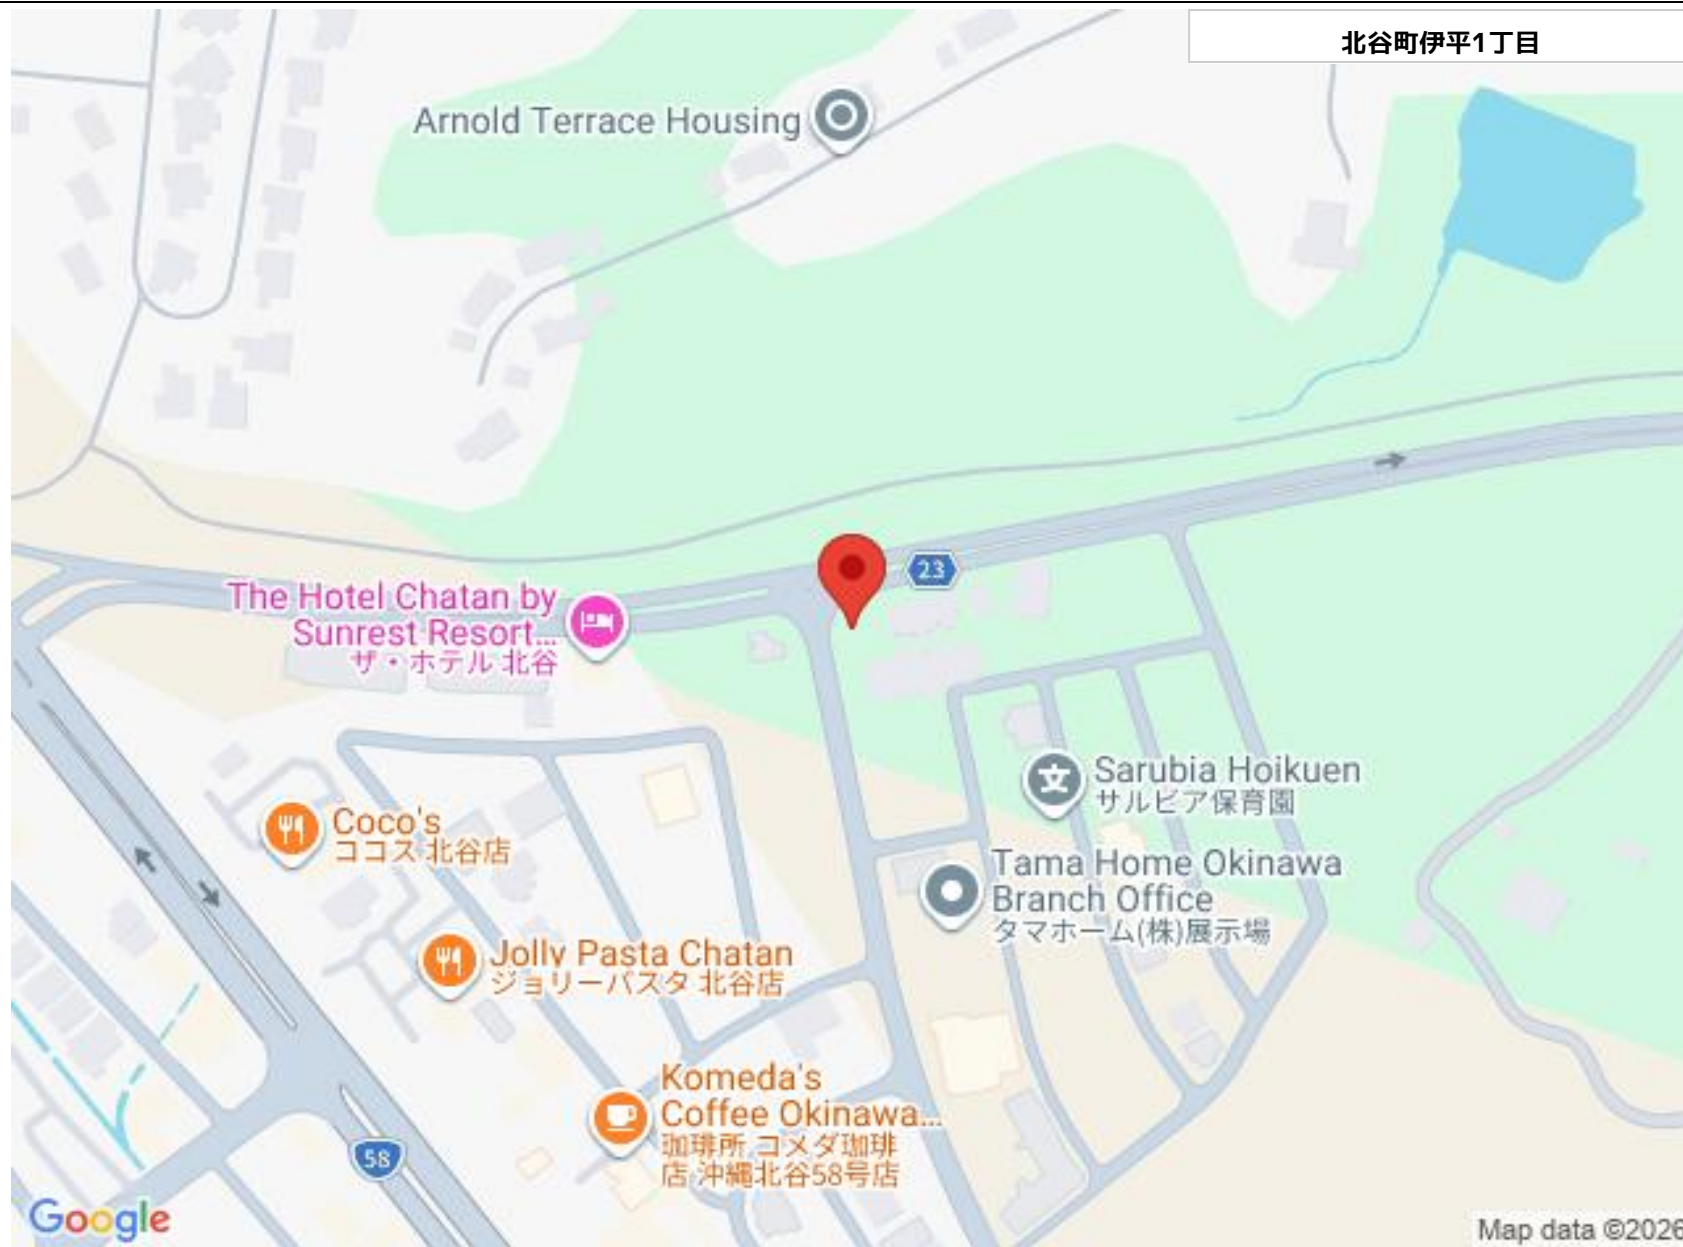 北谷町伊平1丁目
Arnold Terrace Housing
23
The Hotel Chatan by
Sunrest Resort...
ザ・ホテル 北谷
Sarubia Hoikuen
サルビア保育園
文
Coco's
ココス 北谷店
Tama Home Okinawa
Branch Office
タマホーム(株)展示場
Jolly Pasta Chatan
ジョリーパスタ 北谷店
Komeda's
Coffee Okinawa...
珈琲所 コメダ珈琲
店 沖縄北谷58号店
58
Google
Map data ©2026